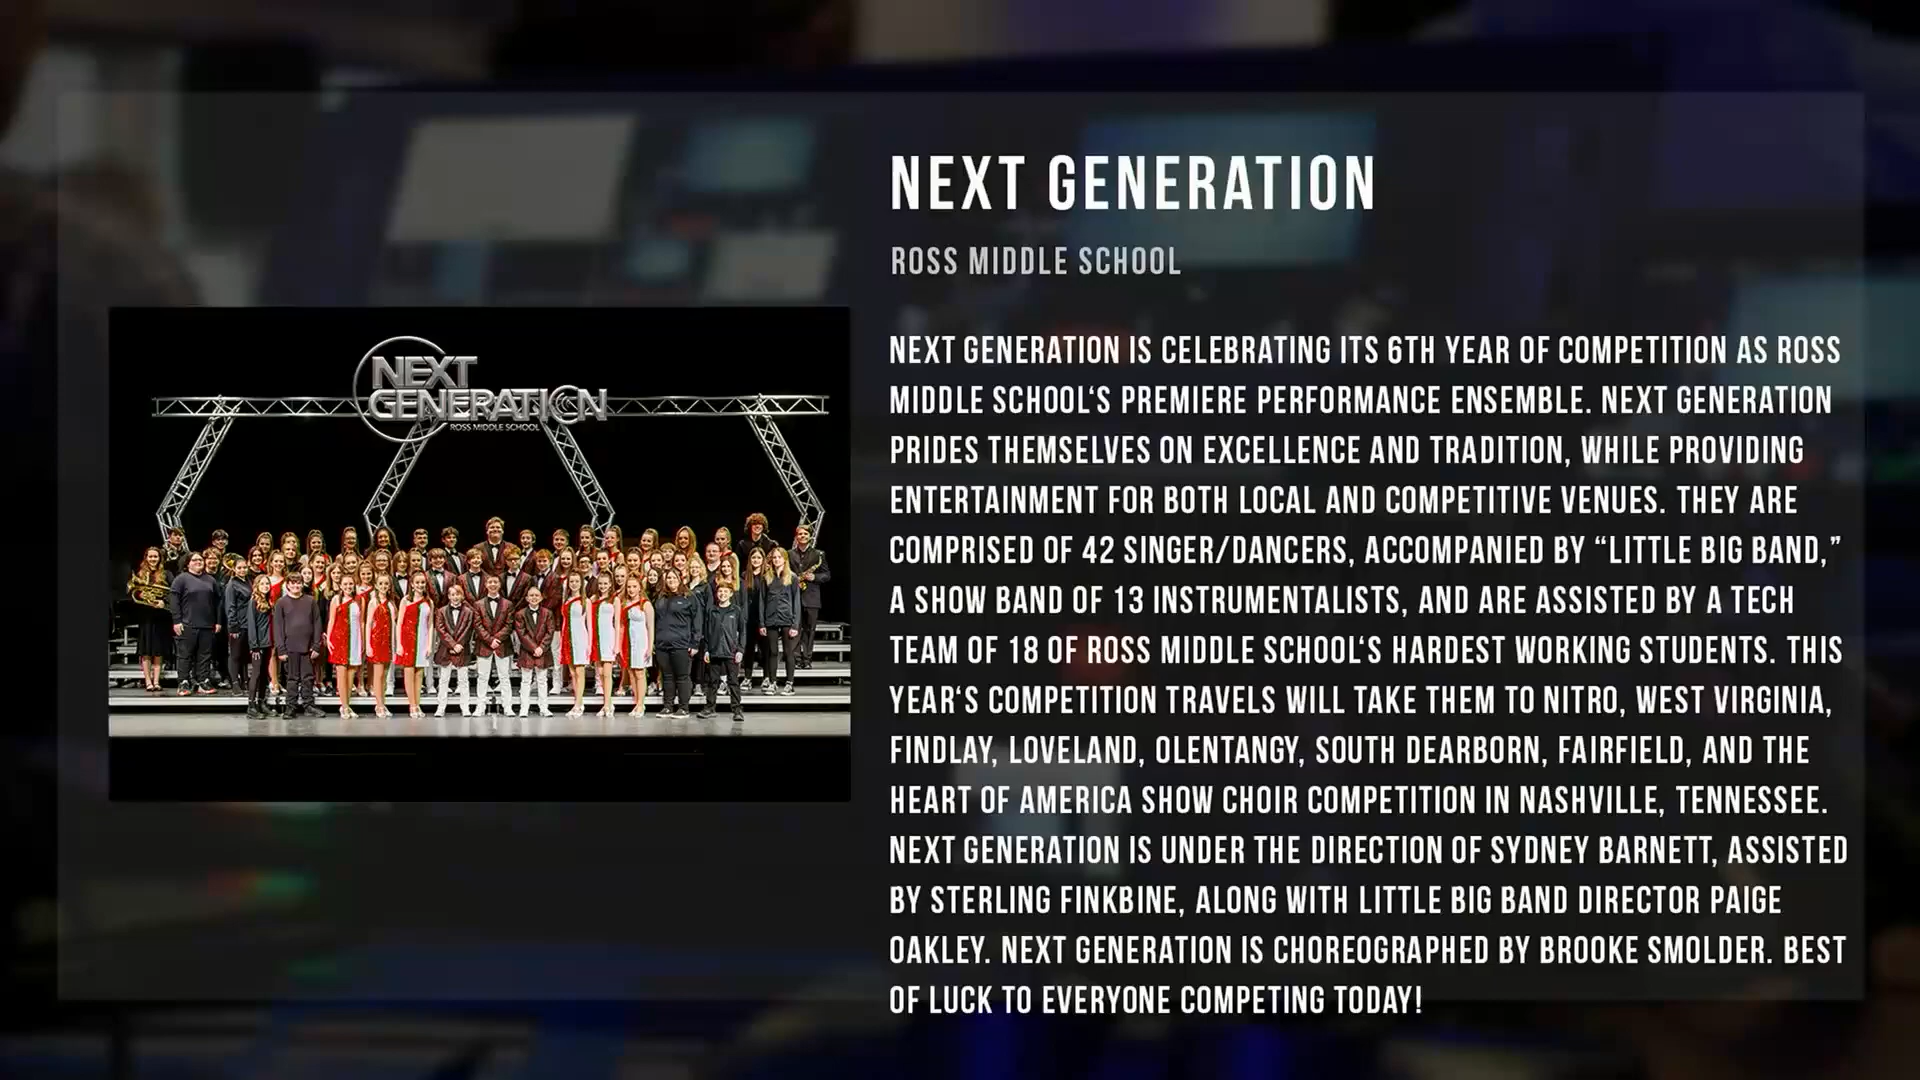 NEXT GENERATION
ROSS MIDDLE SCHOOL
NEXT
GENERATION
ROSS MIDDLE SCHOOL
NEXT GENERATION IS CELEBRATING ITS 6TH YEAR OF COMPETITION AS ROSS
MIDDLE SCHOOL‘S PREMIERE PERFORMANCE ENSEMBLE. NEXT GENERATION
PRIDES THEMSELVES ON EXCELLENCE AND TRADITION, WHILE PROVIDING
ENTERTAINMENT FOR BOTH LOCAL AND COMPETITIVE VENUES. THEY ARE
COMPRISED OF 42 SINGER/DANCERS, ACCOMPANIED BY “LITTLE BIG BAND,”
A SHOW BAND OF 13 INSTRUMENTALISTS, AND ARE ASSISTED BY A TECH
TEAM OF 18 OF ROSS MIDDLE SCHOOL‘S HARDEST WORKING STUDENTS. THIS
YEAR‘S COMPETITION TRAVELS WILL TAKE THEM TO NITRO, WEST VIRGINIA,
FINDLAY, LOVELAND, OLENTANGY, SOUTH DEARBORN, FAIRFIELD, AND THE
HEART OF AMERICA SHOW CHOIR COMPETITION IN NASHVILLE, TENNESSEE.
NEXT GENERATION IS UNDER THE DIRECTION OF SYDNEY BARNETT, ASSISTED
BY STERLING FINKBINE, ALONG WITH LITTLE BIG BAND DIRECTOR PAIGE
OAKLEY. NEXT GENERATION IS CHOREOGRAPHED BY BROOKE SMOLDER. BEST
OF LUCK TO EVERYONE COMPETING TODAY!